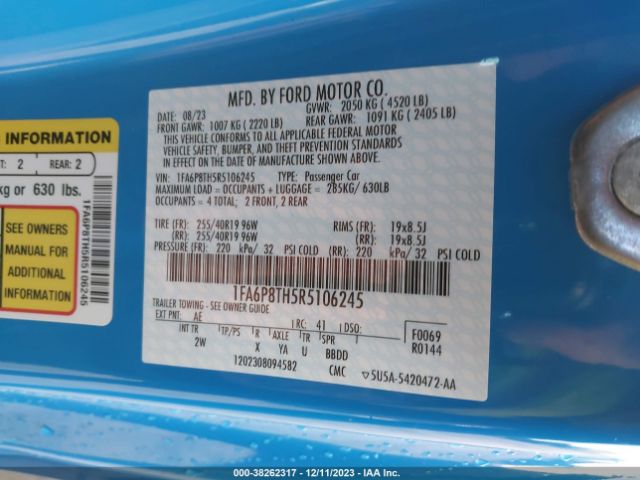 INFORMATION
: 2 REAR: 2
kg or 630 lbs.
SEE OWNERS
MANUAL FOR
ADDITIONAL
INFORMATION
1FA6P8TH5R5106245
MFD. BY FORD MOTOR CO.
DATE: 08/23 GVWR: 2050 KG ( 4520 LB)
FRONT GAWR: 1007 KG ( 2220 LB) REAR GAWR: 1091 KG ( 2405 LB)
THIS VEHICLE CONFORMS TO ALL APPLICABLE FEDERAL MOTOR
VEHICLE SAFETY, BUMPER, AND THEFT PREVENTION STANDARDS
IN EFFECT ON THE DATE OF MANUFACTURE SHOWN ABOVE.
VIN: 1FA6P8TH5R5106245 TYPE: Passenger Car
MAXIMUM LOAD = OCCUPANTS + LUGGAGE = 285KG/ 630LB
OCCUPANTS = 4 TOTAL; 2 FRONT, 2 REAR
TIRE (FR): 255/40R19 96W RIMS (FR): 19x8.5J
(RR): 255/40R19 96W (RR): 19x8.5J
PRESSURE (FR): 220 kPa/ 32 PSI COLD (RR): 220 kPa/ 32 PSI COLD
1FA6P8TH5R5106245
TRAILER TOWING - SEE OWNER GUIDE
EXT PNT: AE RC: 41 DSO: F0069
INT TR TP/PS R AXLE TR SPR R0144
2W X YA U BBDD
1202308094582 CMC ▽5USA-5420472-AA
000-38262317 - 12/11/2023 - IAA Inc.